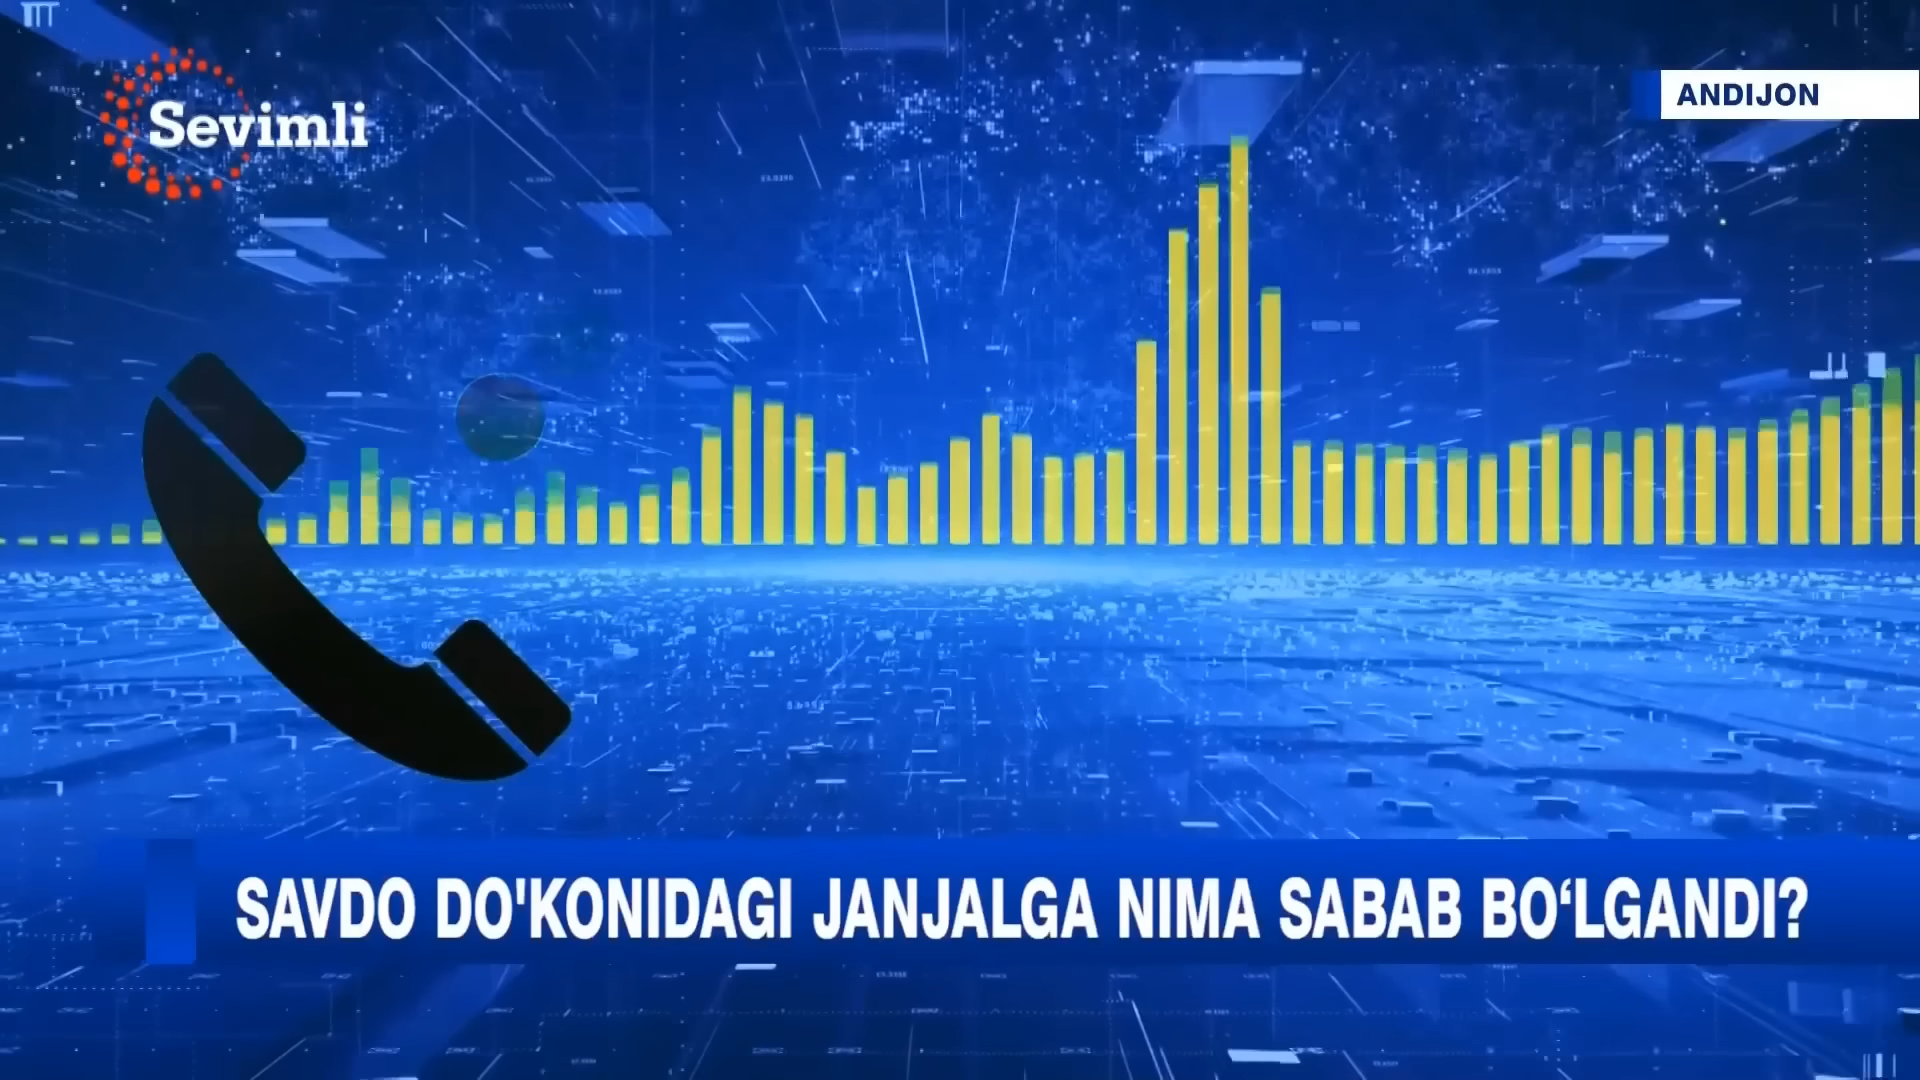 Sevimli
ANDIJON
SAVDO DO'KONIDAGI JANJALGA NIMA SABAB BO‘LGANDI?